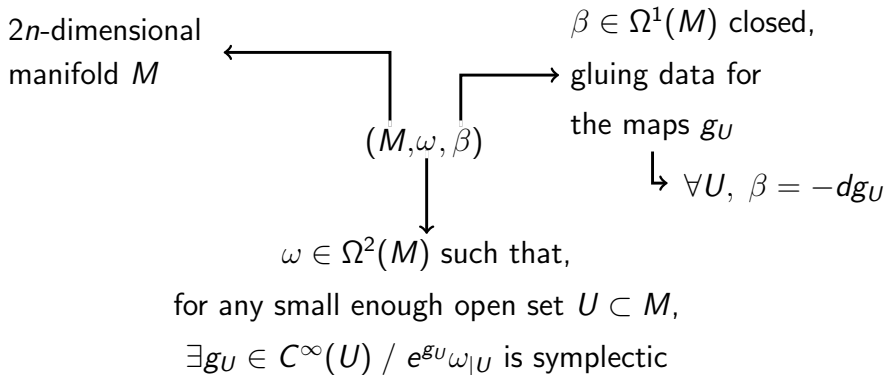 2n-dimensional
manifold M
β ∈ Ω¹(M) closed,
gluing data for
the maps g_U
∀U, β = −dg_U
(M,ω, β)
ω ∈ Ω²(M) such that,
for any small enough open set U ⊂ M,
∃g_U ∈ C^∞(U) / e^{g_U}ω_{|U} is symplectic